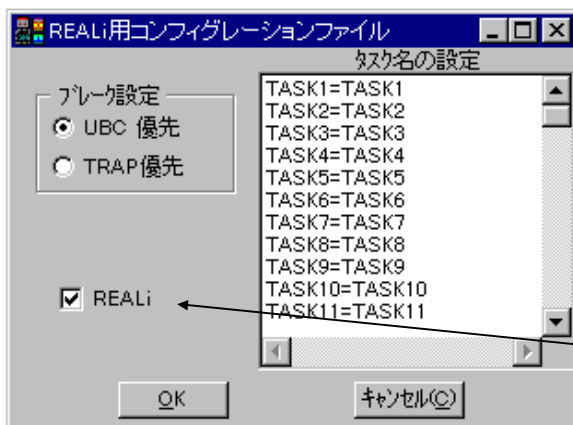 REALi用コンフィグレーションファイル
ﾀｽｸ名の設定
ﾌﾞﾚｰｸ設定
UBC 優先
TRAP優先
REALi
TASK1=TASK1
TASK2=TASK2
TASK3=TASK3
TASK4=TASK4
TASK5=TASK5
TASK6=TASK6
TASK7=TASK7
TASK8=TASK8
TASK9=TASK9
TASK10=TASK10
TASK11=TASK11
OK
ｷｬﾝｾﾙ(C)